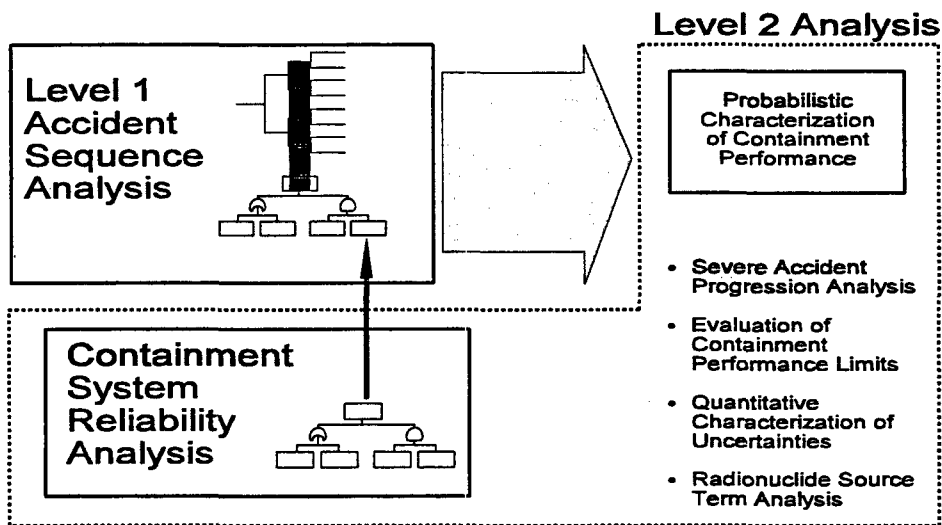 Level 2 Analysis
Level 1
Accident
Sequence
Analysis
Probabilistic
Characterization
of Containment
Performance
• Severe Accident
Progression Analysis
• Evaluation of
Containment
Performance Limits
• Quantitative
Characterization of
Uncertainties
• Radionuclide Source
Term Analysis
Containment
System
Reliability
Analysis